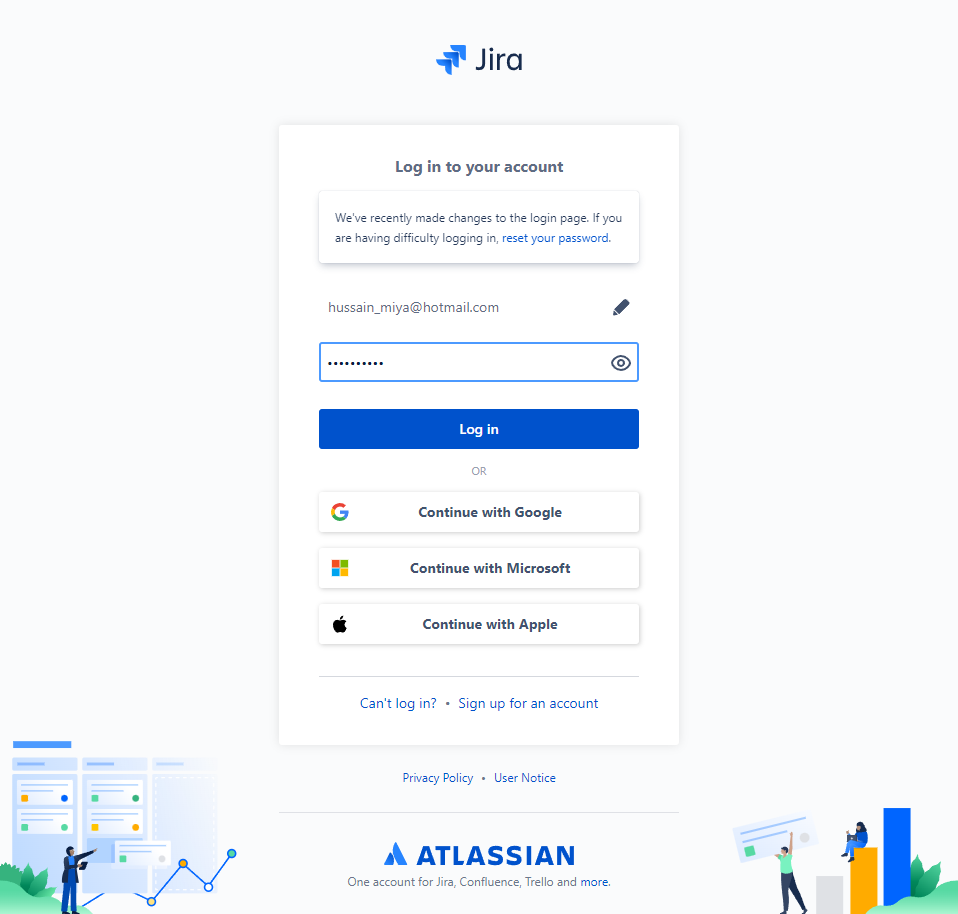 Jira
Log in to your account
We've recently made changes to the login page. If you
are having difficulty logging in, reset your password.
hussain_miya@hotmail.com
••••••••••
Log in
OR
Continue with Google
Continue with Microsoft
Continue with Apple
Can't log in? • Sign up for an account
Privacy Policy • User Notice
ATLASSIAN
One account for Jira, Confluence, Trello and more.